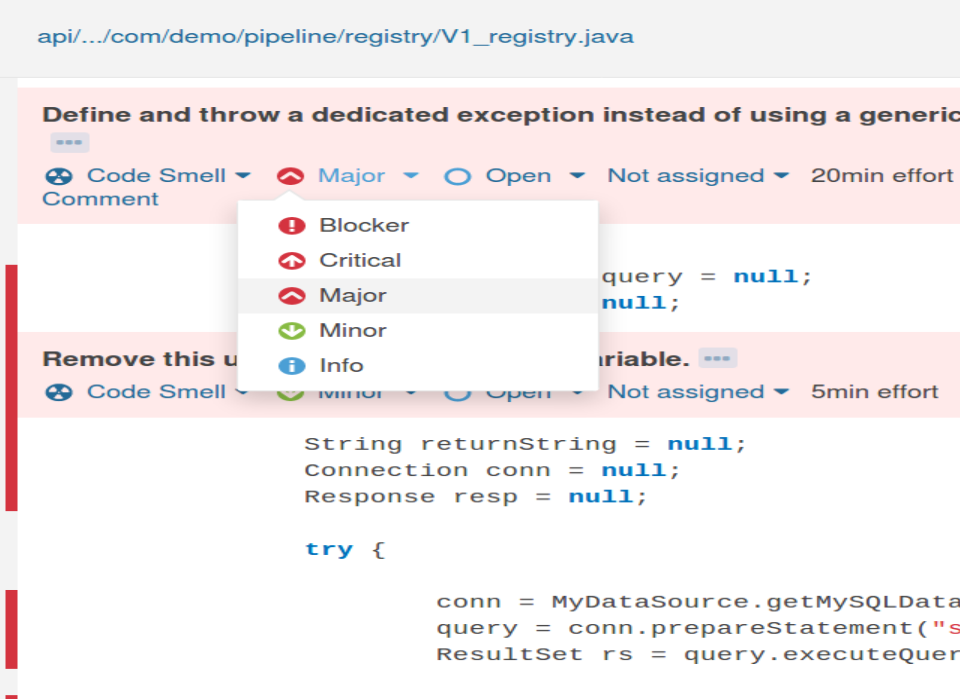 api/.../com/demo/pipeline/registry/V1_registry.java
Define and throw a dedicated exception instead of using a generic
Code Smell Major Open Not assigned 20min effort
Comment
Blocker
Critical
Major
Minor
Info
query = null;
null;
Remove this
Code Smell Minor Open Not assigned 5min effort
String returnString = null;
Connection conn = null;
Response resp = null;
try {
conn = MyDataSource.getMySQLData
query = conn.prepareStatement("s
ResultSet rs = query.executeQuer